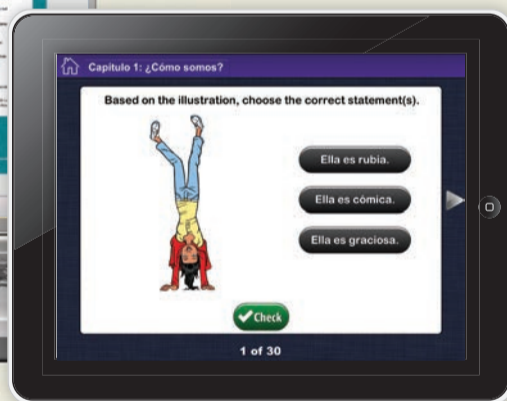 Capítulo 1: ¿Cómo somos?
Based on the illustration, choose the correct statement(s).
Ella es rubia.
Ella es cómica.
Ella es graciosa.
Check
1 of 30